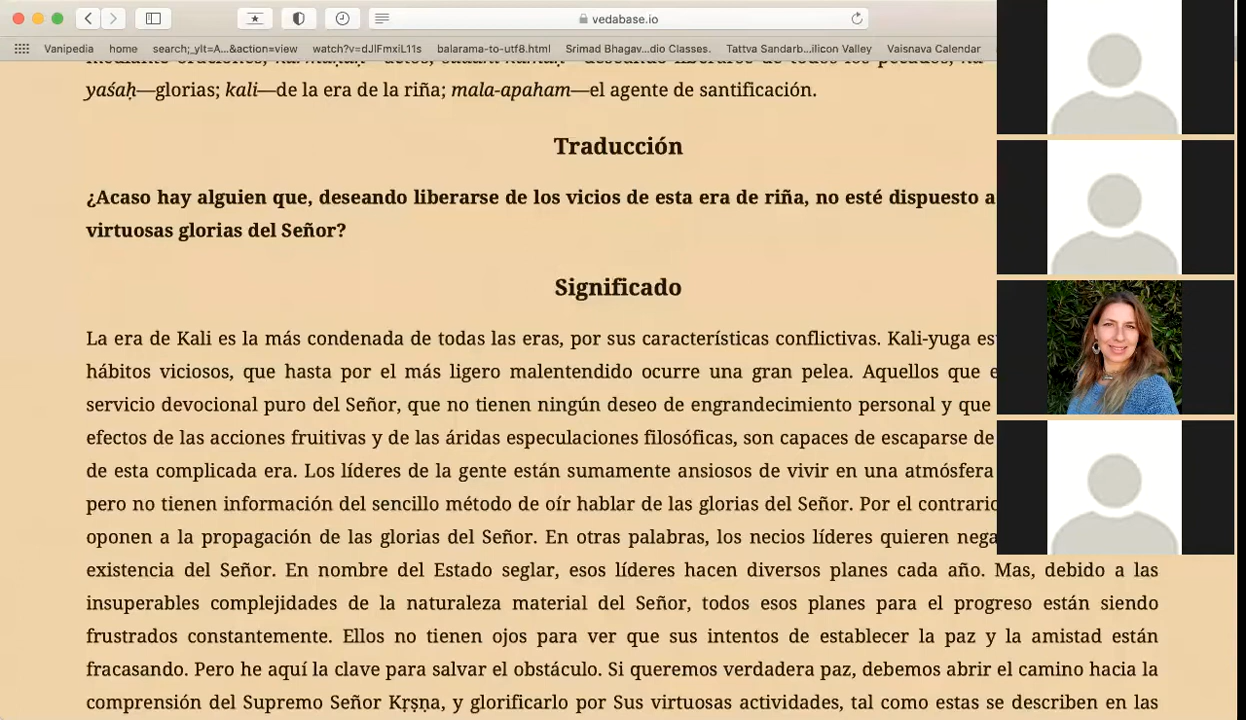 vedabase.io
Vanipedia home search;_ylt=A...&action=view watch?v=dJlFmxiL11s balarama-to-utf8.html Srimad Bhagav...dio Classes. Tattva Sandarb...ilicon Valley Vaisnava Calendar
yaśaḥ—glorias; kali—de la era de la riña; mala-apaham—el agente de santificación.
Traducción
¿Acaso hay alguien que, deseando liberarse de los vicios de esta era de riña, no esté dispuesto a
virtuosas glorias del Señor?
Significado
La era de Kali es la más condenada de todas las eras, por sus características conflictivas. Kali-yuga
hábitos viciosos, que hasta por el más ligero malentendido ocurre una gran pelea. Aquellos que
servicio devocional puro del Señor, que no tienen ningún deseo de engrandecimiento personal y que
efectos de las acciones fruitivas y de las áridas especulaciones filosóficas, son capaces de escaparse de
de esta complicada era. Los líderes de la gente están sumamente ansiosos de vivir en una atmósfera
pero no tienen información del sencillo método de oír hablar de las glorias del Señor. Por el
oponen a la propagación de las glorias del Señor. En otras palabras, los necios líderes quieren
existencia del Señor. En nombre del Estado seglar, esos líderes hacen diversos planes cada año. Mas, debido a las
insuperables complejidades de la naturaleza material del Señor, todos esos planes para el progreso están siendo
frustrados constantemente. Ellos no tienen ojos para ver que sus intentos de establecer la paz y la amistad están
fracasando. Pero he aquí la clave para salvar el obstáculo. Si queremos verdadera paz, debemos abrir el camino hacia la
comprensión del Supremo Señor Kṛṣṇa, y glorificarlo por Sus virtuosas actividades, tal como estas se describen en las